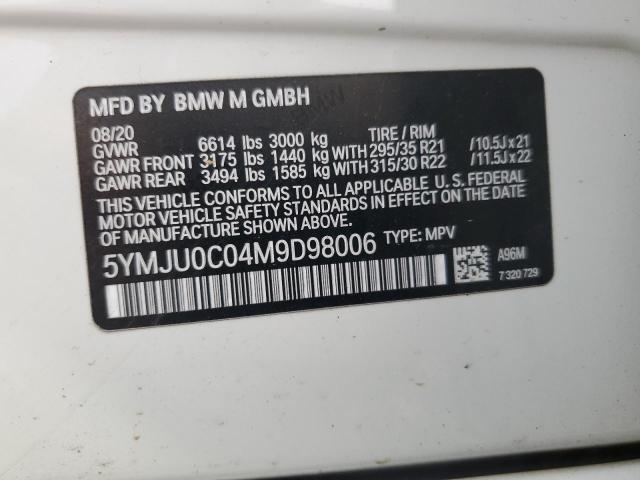 MFD BY BMW M GMBH
08/20
GVWR 6614 lbs 3000 kg TIRE / RIM
GAWR FRONT 3175 lbs 1440 kg WITH 295/35 R21 /10.5J x 21
GAWR REAR 3494 lbs 1585 kg WITH 315/30 R22 /11.5J x 22
THIS VEHICLE CONFORMS TO ALL APPLICABLE U. S. FEDERAL
MOTOR VEHICLE SAFETY STANDARDS IN EFFECT ON THE DATE
OF MANUFACTURE SHOWN ABOVE.
5YMJU0C04M9D98006 TYPE: MPV
A96M
7 320 729